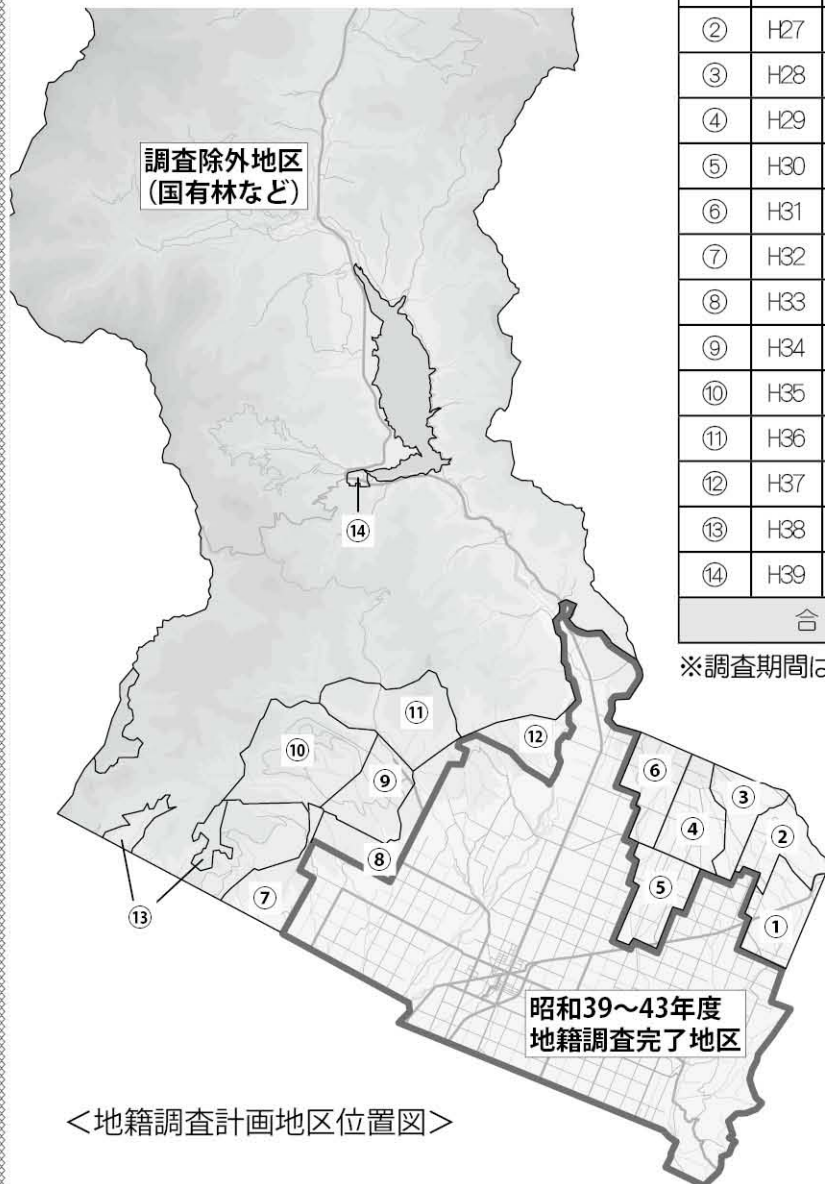 ② H27
③ H28
④ H29
⑤ H30
⑥ H31
⑦ H32
⑧ H33
⑨ H34
⑩ H35
⑪ H36
⑫ H37
⑬ H38
⑭ H39
合
※調査期間は
調査除外地区
(国有林など)
⑭
⑪
⑫
⑩
⑥
③
⑨
④
②
⑧
⑤
⑦
⑬
①
昭和39～43年度
地籍調査完了地区
＜地籍調査計画地区位置図＞